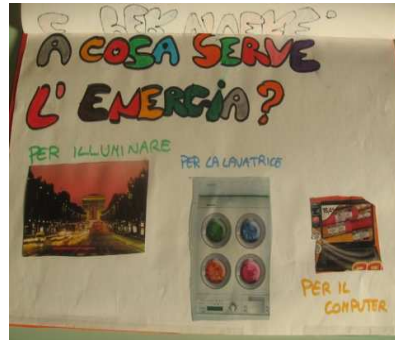 A COSA SERVE
L'ENERGIA?
PER ILLUMINARE
PER LA LAVATRICE
PER IL
COMPUTER